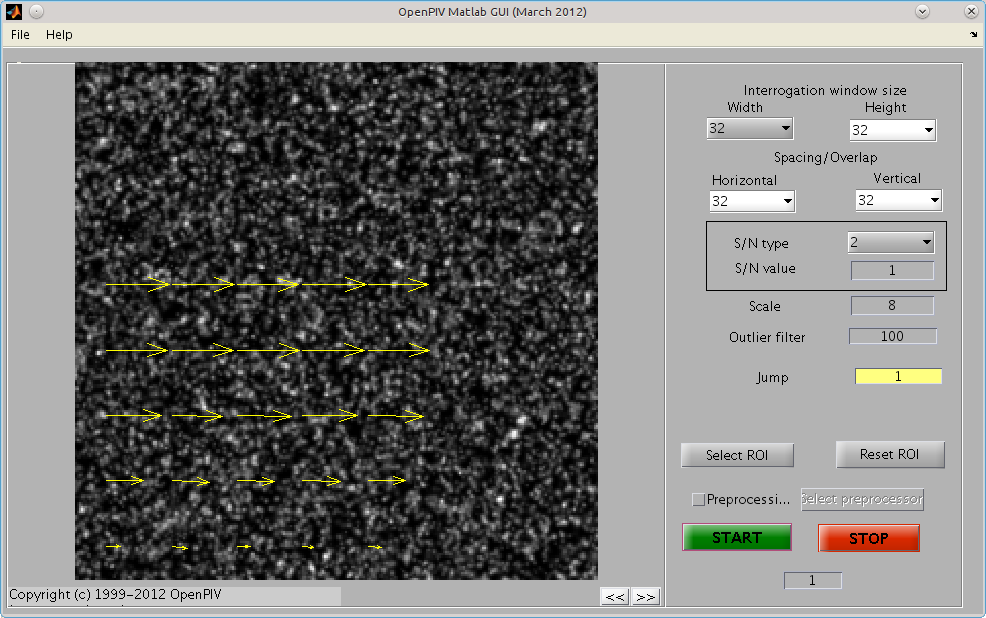 OpenPIV Matlab GUI (March 2012)
File Help
Interrogation window size
Width Height
32 32
Spacing/Overlap
Horizontal Vertical
32 32
S/N type 2
S/N value 1
Scale 8
Outlier filter 100
Jump 1
Select ROI Reset ROI
Preprocessi... Select preprocessor
START STOP
1
Copyright (c) 1999-2012 OpenPIV
<< >>